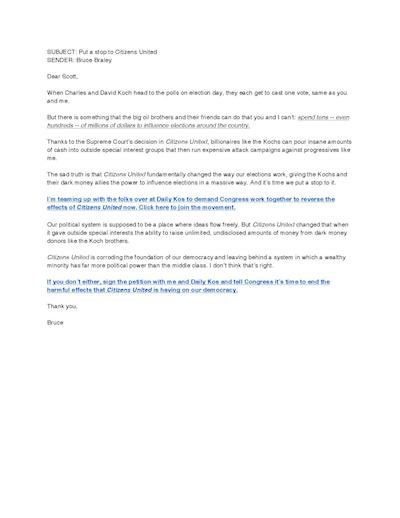 SUBJECT: Put a stop to Citizens United
SENDER: Bruce Braley
Dear Scott,
When Charles and David Koch head to the polls on election day, they each get to cast one vote, same as you
and me.
But there is something that the big oil brothers and their friends can do that you and I can't: spend tens -- even
hundreds -- of millions of dollars to influence elections around the country.
Thanks to the Supreme Court's decision in Citizens United, billionaires like the Kochs can pour insane amounts
of cash into outside special interest groups that then run expensive attack campaigns against progressives like
me.
The sad truth is that Citizens United fundamentally changed the way our elections work, giving the Kochs and
their dark money allies the power to influence elections in a massive way. And it's time we put a stop to it.
I'm teaming up with the folks over at Daily Kos to demand Congress work together to reverse the
effects of Citizens United now. Click here to join the movement.
Our political system is supposed to be a place where ideas flow freely. But Citizens United changed that when
it gave outside special interests the ability to raise unlimited, undisclosed amounts of money from dark money
donors like the Koch brothers.
Citizens United is corroding the foundation of our democracy and leaving behind a system in which a wealthy
minority has far more political power than the middle class. I don't think that's right.
If you don't either, sign the petition with me and Daily Kos and tell Congress it's time to end the
harmful effects that Citizens United is having on our democracy.
Thank you,
Bruce